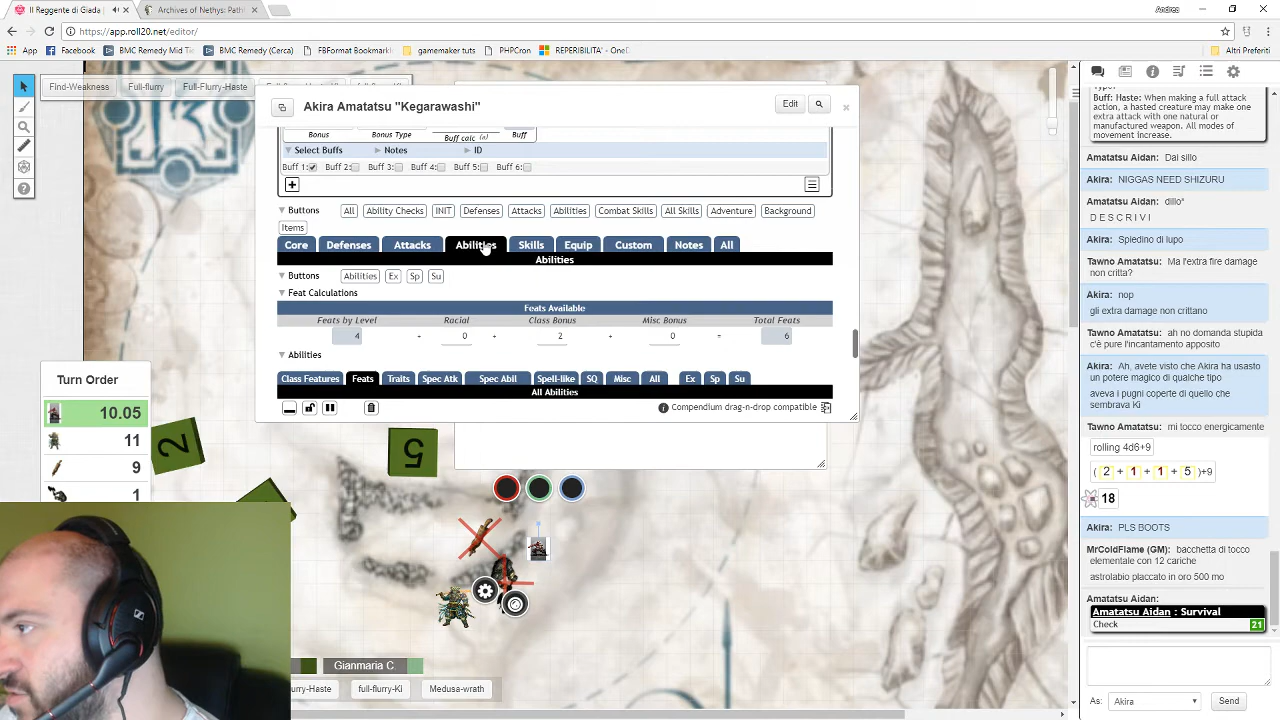 Il Reggente di Giada
Archives of Nethys: Path
Andrea
https://app.roll20.net/editor/
App
Facebook
BMC Remedy Mid Ti
BMC Remedy (Cerca)
FBFormat Bookmark
gamemaker tuts
PHPCron
REPERIBILITA' - OneD
Altri Preferiti
Find-Weakness
Full-flurry
Full-Flurry-Haste
Akira Amatatsu "Kegarawashi"
Edit
Bonus Bonus Type Buff calc (a) Buff
Select Buffs Notes ID
Buff 1: Buff 2: Buff 3: Buff 4: Buff 5: Buff 6:
Buttons All Ability Checks INIT Defenses Attacks Abilities Combat Skills All Skills Adventure Background
Items
Core Defenses Attacks Abilities Skills Equip Custom Notes All
Abilities
Buttons Abilities Ex Sp Su
Feat Calculations
Feats Available
Feats by Level Racial Class Bonus Misc Bonus Total Feats
4 + 0 + 2 + 0 = 6
Abilities
Class Features Feats Traits Spec Atk Spec Abil Spell-like SQ Misc All Ex Sp Su
All Abilities
Compendium drag-n-drop compatible
Turn Order
10.05
11
9
1
2
5
Gianmaria C
urry-Haste
full-flurry-Ki
Medusa-wrath
Buff: Haste: When making a full attack
action, a hasted creature may make one
extra attack with one natural or
manufactured weapon. All modes of
movement increase.
Amatatsu Aidan: Dai sillo
Akira: NIGGAS NEED SHIZURU
Amatatsu Aidan: dillo*
D E S C R I V I
Akira: Spiedino di lupo
Tawno Amatatsu: Ma l'extra fire damage
non critta?
Akira: nop
gli extra damage non crittano
Tawno Amatatsu: ah no domanda stupida
c'è pure l'incantamento apposito
Akira: Ah, avete visto che Akira ha usasto
un potere magico di qualche tipo
aveva i pugni coperte di quello che
sembrava Ki
Tawno Amatatsu: mi tocco energicamente
rolling 4d6+9
( 2 + 1 + 1 + 5 )+9
18
Akira: PLS BOOTS
MrColdFlame (GM): bacchetta di tocco
elementale con 12 cariche
astrolabio placcato in oro 500 mo
Amatatsu Aidan:
Amatatsu Aidan : Survival
Check 21
As: Akira Send